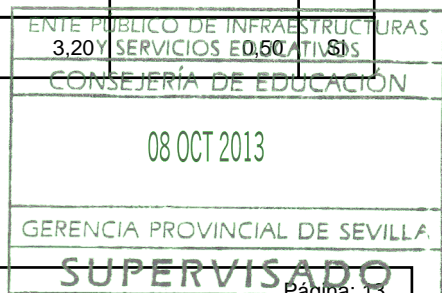 ENTE PÚBLICO DE INFRAESTRUCTURAS
3,20 Y SERVICIOS EDUCATIVOS 0,50 SI
CONSEJERÍA DE EDUCACIÓN
08 OCT 2013
GERENCIA PROVINCIAL DE SEVILLA
SUPERVISADO
Página: 13